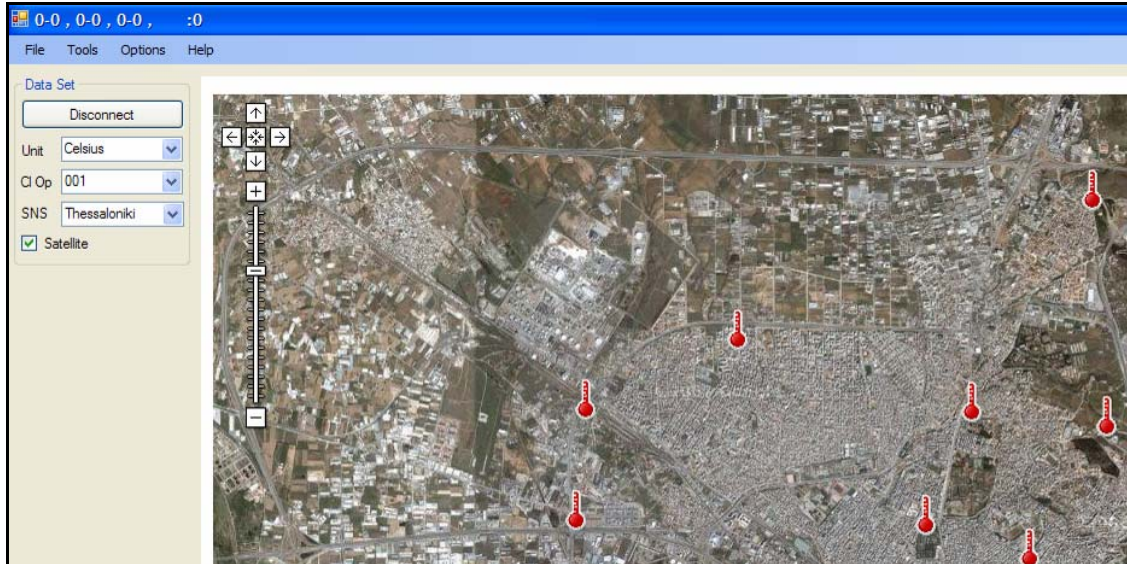 0-0 , 0-0 , 0-0 , :0
File Tools Options Help
Data Set
Disconnect
Unit Celsius
Cl Op 001
SNS Thessaloniki
Satellite